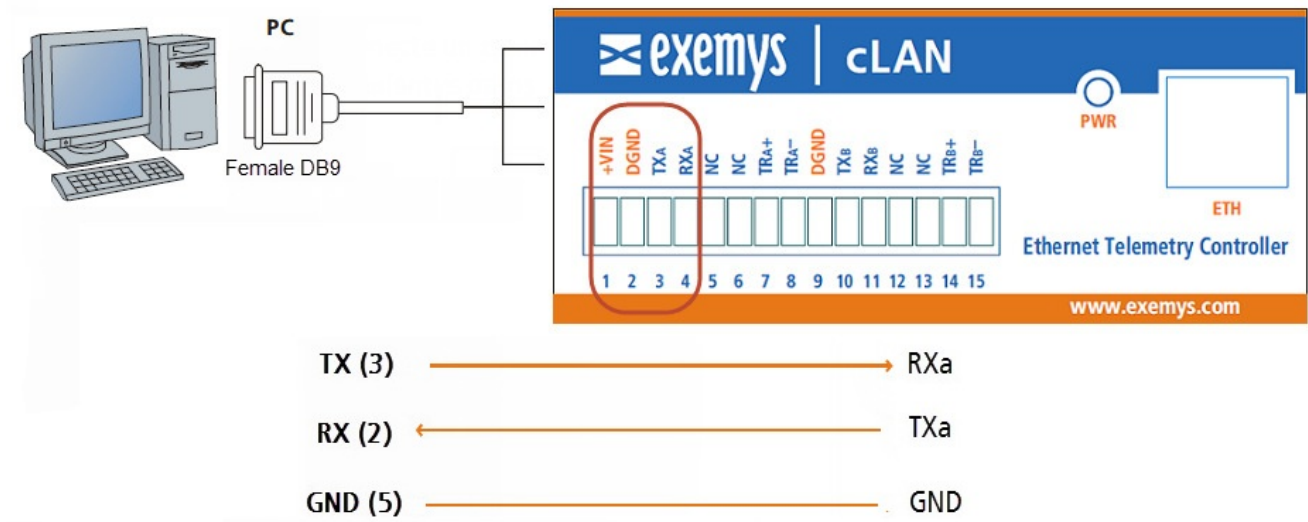 PC
Female DB9
exemys | cLAN
PWR
+VIN DGND TXA RXA NC NC TRA+ TRA– DGND TXB RXB NC NC TRB+ TRB–
ETH
Ethernet Telemetry Controller
1 2 3 4 5 6 7 8 9 10 11 12 13 14 15
www.exemys.com
TX (3) RXa
RX (2) TXa
GND (5) GND